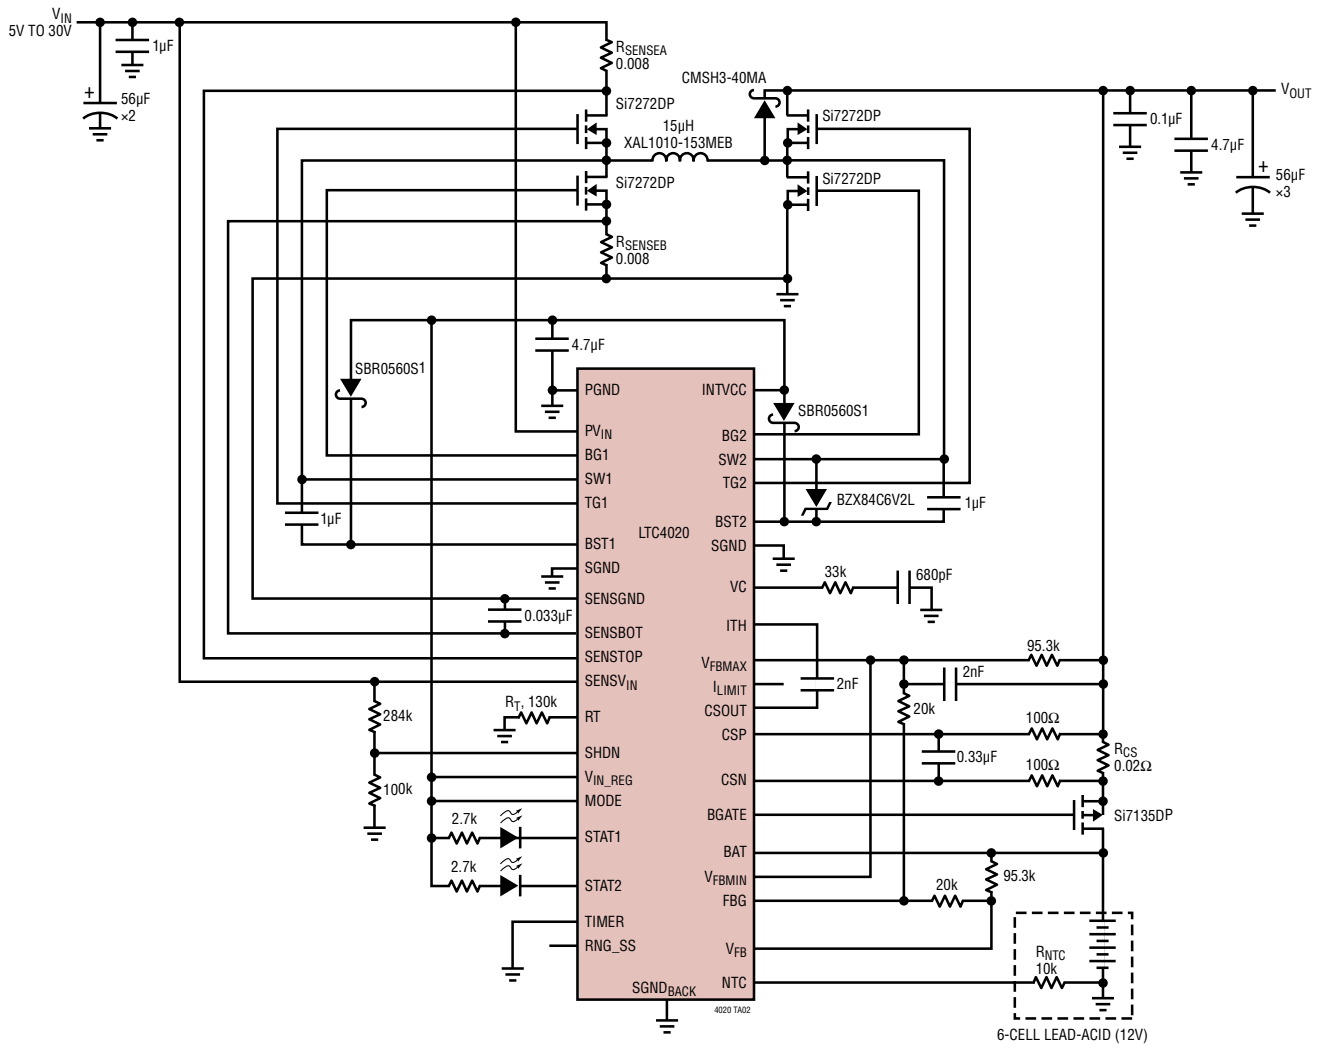 VIN
5V TO 30V
1µF
56µF
×2
RSENSEA
0.008
Si7272DP
15µH
XAL1010-153MEB
CMSH3-40MA
Si7272DP
VOUT
0.1µF
4.7µF
56µF
×3
Si7272DP
Si7272DP
RSENSEB
0.008
4.7µF
SBR0560S1
SBR0560S1
1µF
BZX84C6V2L
1µF
LTC4020
PGND
PVIN
BG1
SW1
TG1
BST1
SGND
SENSGND
SENSBOT
SENSTOP
SENSVIN
RT
SHDN
VIN_REG
MODE
STAT1
STAT2
TIMER
RNG_SS
SGNDBACK
INTVCC
BG2
SW2
TG2
BST2
SGND
VC
ITH
VFBMAX
ILIMIT
CSOUT
CSP
CSN
BGATE
BAT
VFBMIN
FBG
VFB
NTC
0.033µF
RT, 130k
284k
100k
2.7k
2.7k
33k
680pF
2nF
95.3k
2nF
20k
100Ω
0.33µF
100Ω
RCS
0.02Ω
Si7135DP
95.3k
20k
RNTC
10k
4020 TA02
6-CELL LEAD-ACID (12V)